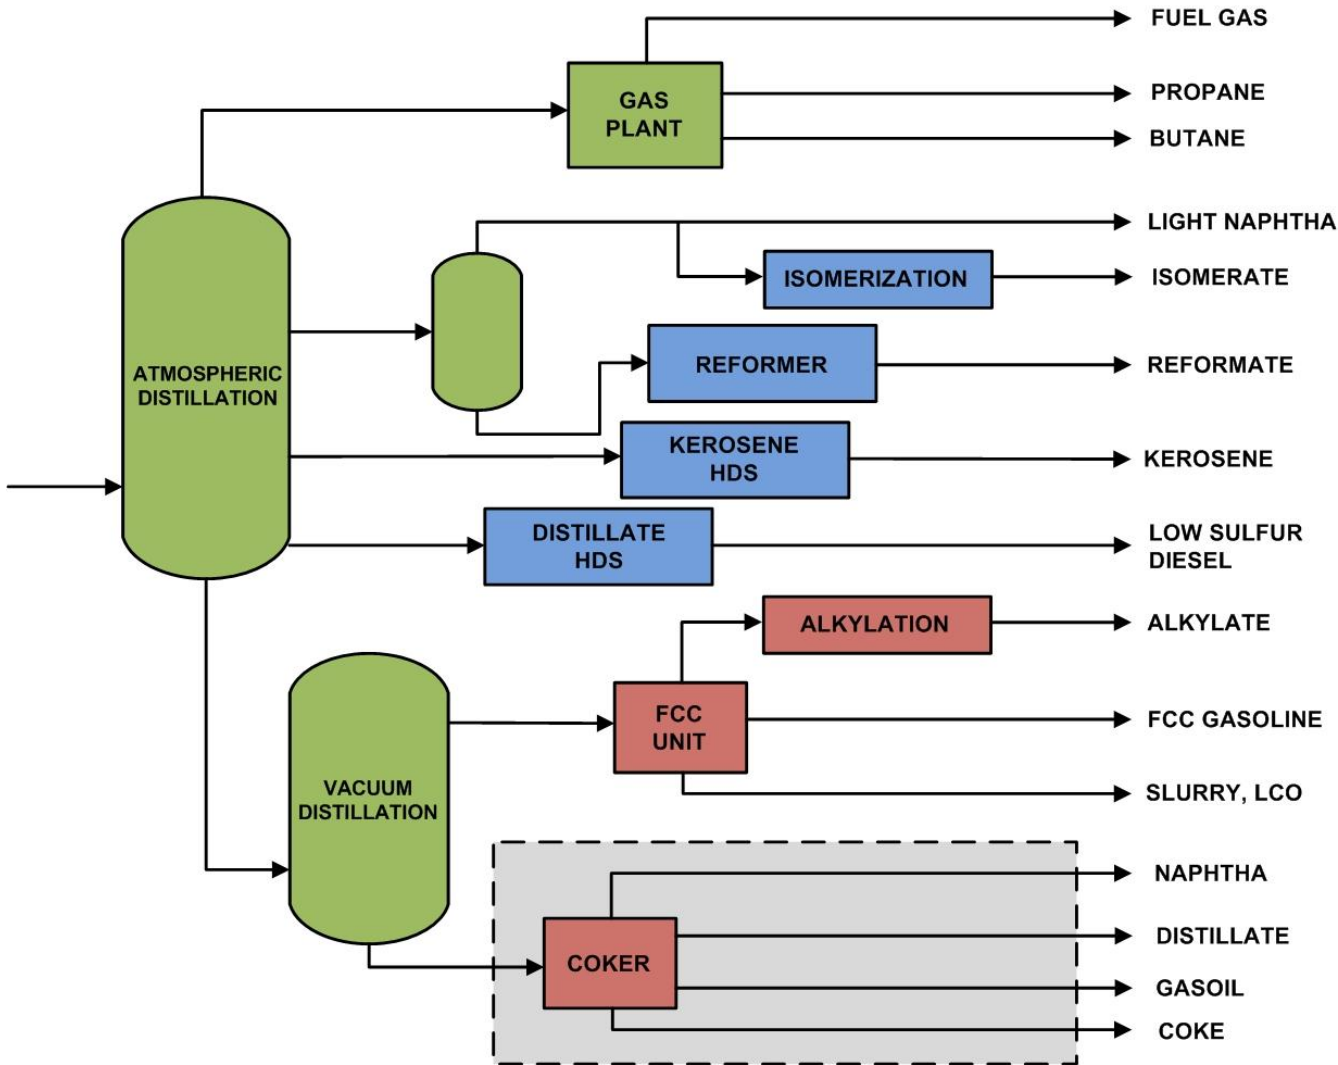 FUEL GAS
GAS
PLANT
PROPANE
BUTANE
LIGHT NAPHTHA
ISOMERIZATION
ISOMERATE
ATMOSPHERIC
DISTILLATION
REFORMER
REFORMATE
KEROSENE
HDS
KEROSENE
DISTILLATE
HDS
LOW SULFUR
DIESEL
ALKYLATION
ALKYLATE
FCC
UNIT
FCC GASOLINE
VACUUM
DISTILLATION
SLURRY, LCO
NAPHTHA
COKER
DISTILLATE
GASOIL
COKE